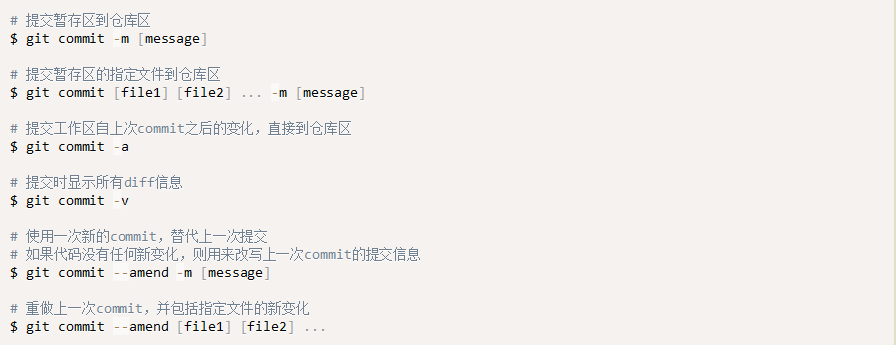 # 提交暂存区到仓库区
$ git commit -m [message]
# 提交暂存区的指定文件到仓库区
$ git commit [file1] [file2] ... -m [message]
# 提交工作区自上次commit之后的变化，直接到仓库区
$ git commit -a
# 提交时显示所有diff信息
$ git commit -v
# 使用一次新的commit，替代上一次提交
# 如果代码没有任何新变化，则用来改写上一次commit的提交信息
$ git commit --amend -m [message]
# 重做上一次commit，并包括指定文件的新变化
$ git commit --amend [file1] [file2] ...